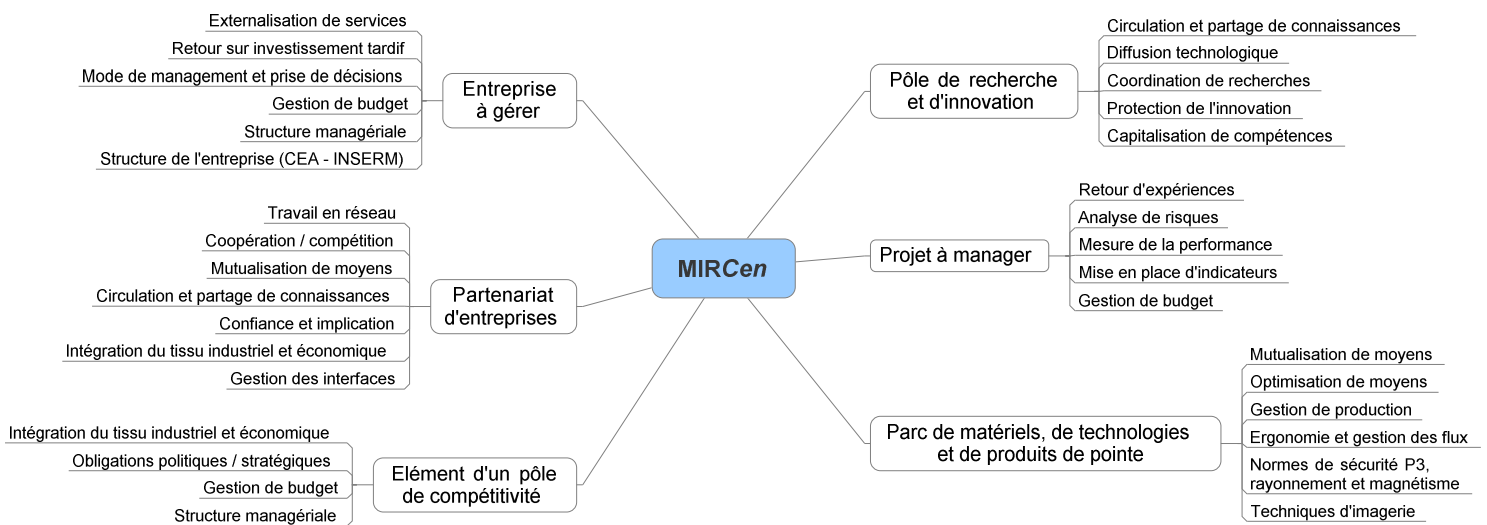 MIRCen
Entreprise
à gérer
Externalisation de services
Retour sur investissement tardif
Mode de management et prise de décisions
Gestion de budget
Structure managériale
Structure de l'entreprise (CEA - INSERM)
Partenariat
d'entreprises
Travail en réseau
Coopération / compétition
Mutualisation de moyens
Circulation et partage de connaissances
Confiance et implication
Intégration du tissu industriel et économique
Gestion des interfaces
Elément d'un pôle
de compétitivité
Intégration du tissu industriel et économique
Obligations politiques / stratégiques
Gestion de budget
Structure managériale
Pôle de recherche
et d'innovation
Circulation et partage de connaissances
Diffusion technologique
Coordination de recherches
Protection de l'innovation
Capitalisation de compétences
Projet à manager
Retour d'expériences
Analyse de risques
Mesure de la performance
Mise en place d'indicateurs
Gestion de budget
Parc de matériels, de technologies
et de produits de pointe
Mutualisation de moyens
Optimisation de moyens
Gestion de production
Ergonomie et gestion des flux
Normes de sécurité P3,
rayonnement et magnétisme
Techniques d'imagerie